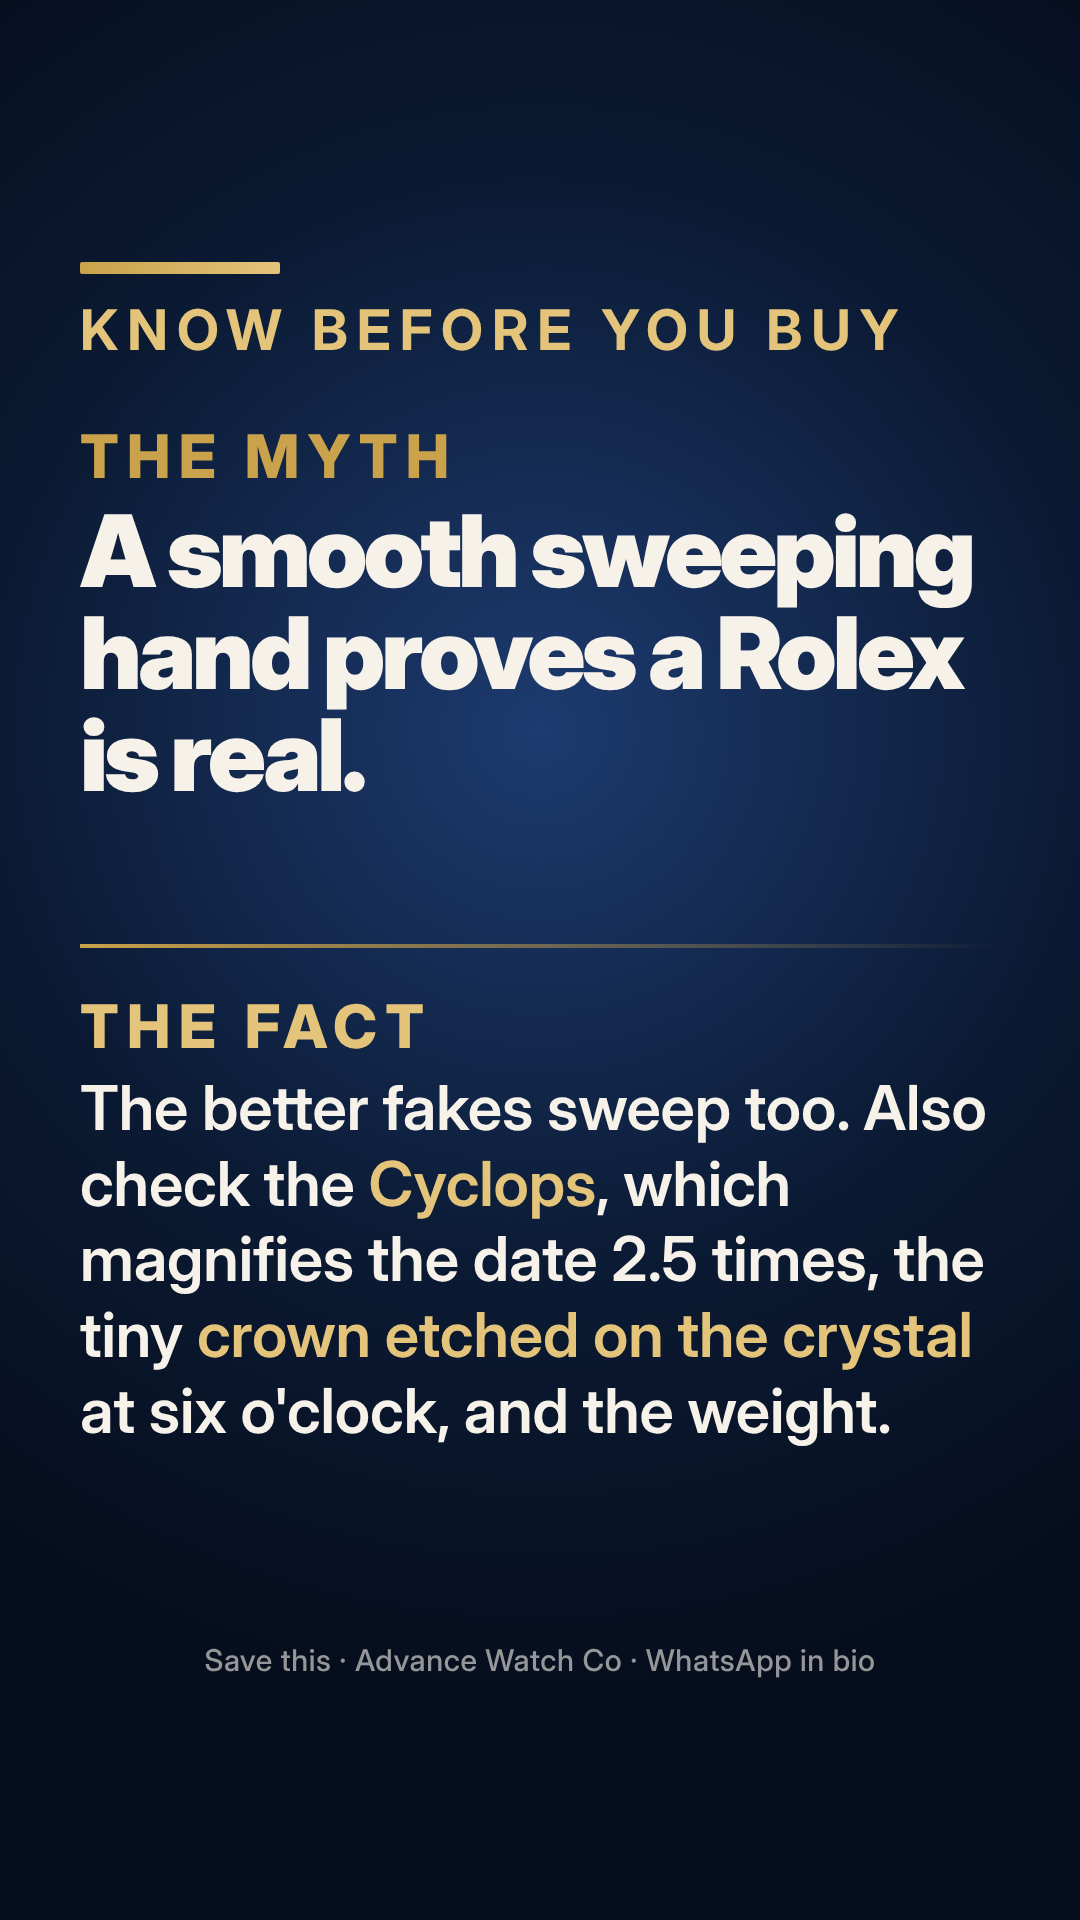 KNOW BEFORE YOU BUY
THE MYTH
A smooth sweeping
hand proves a Rolex
is real.
THE FACT
The better fakes sweep too. Also
check the Cyclops, which
magnifies the date 2.5 times, the
tiny crown etched on the crystal
at six o'clock, and the weight.
Save this · Advance Watch Co · WhatsApp in bio